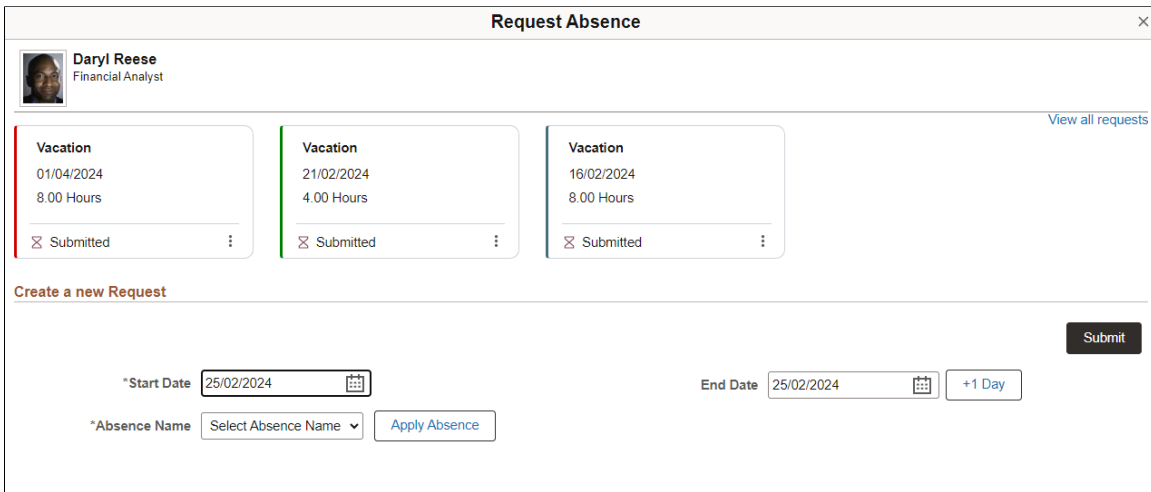 Request Absence
Daryl Reese
Financial Analyst
View all requests
Vacation
01/04/2024
8.00 Hours
Submitted
Vacation
21/02/2024
4.00 Hours
Submitted
Vacation
16/02/2024
8.00 Hours
Submitted
Create a new Request
Submit
*Start Date 25/02/2024
End Date 25/02/2024 +1 Day
*Absence Name Select Absence Name Apply Absence